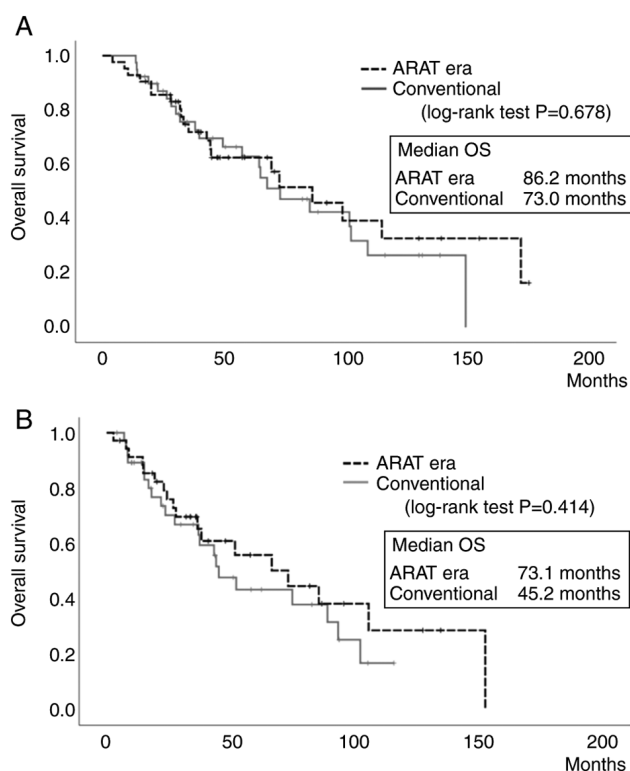 A
1.0
0.8
0.6
0.4
0.2
0.0
Overall survival
ARAT era
Conventional
(log-rank test P=0.678)
Median OS
ARAT era 86.2 months
Conventional 73.0 months
0 50 100 150 200
Months
B
1.0
0.8
0.6
0.4
0.2
0.0
Overall survival
ARAT era
Conventional
(log-rank test P=0.414)
Median OS
ARAT era 73.1 months
Conventional 45.2 months
0 50 100 150 200
Months